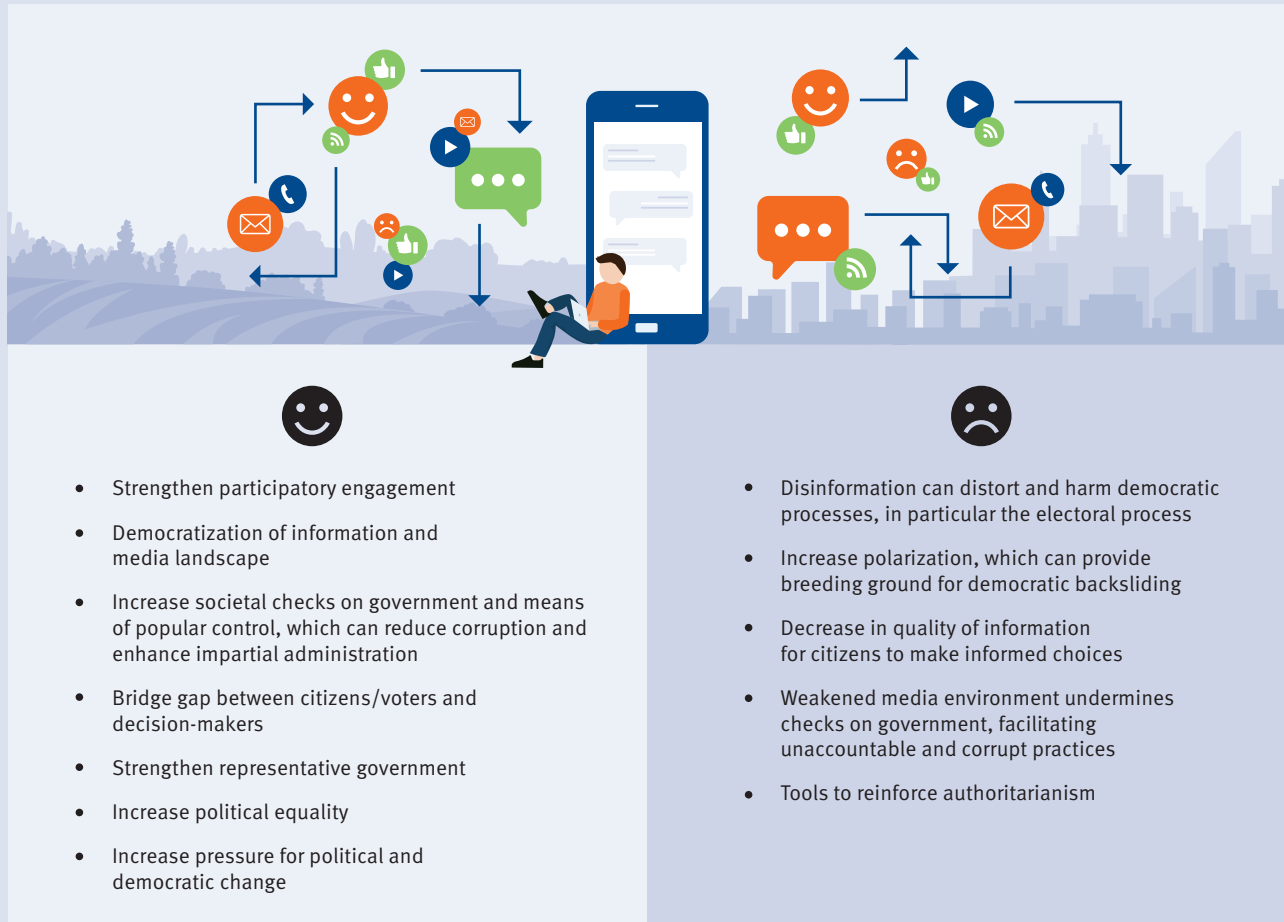 • Strengthen participatory engagement
• Democratization of information and
media landscape
• Increase societal checks on government and means
of popular control, which can reduce corruption and
enhance impartial administration
• Bridge gap between citizens/voters and
decision-makers
• Strengthen representative government
• Increase political equality
• Increase pressure for political and
democratic change
• Disinformation can distort and harm democratic
processes, in particular the electoral process
• Increase polarization, which can provide
breeding ground for democratic backsliding
• Decrease in quality of information
for citizens to make informed choices
• Weakened media environment undermines
checks on government, facilitating
unaccountable and corrupt practices
• Tools to reinforce authoritarianism